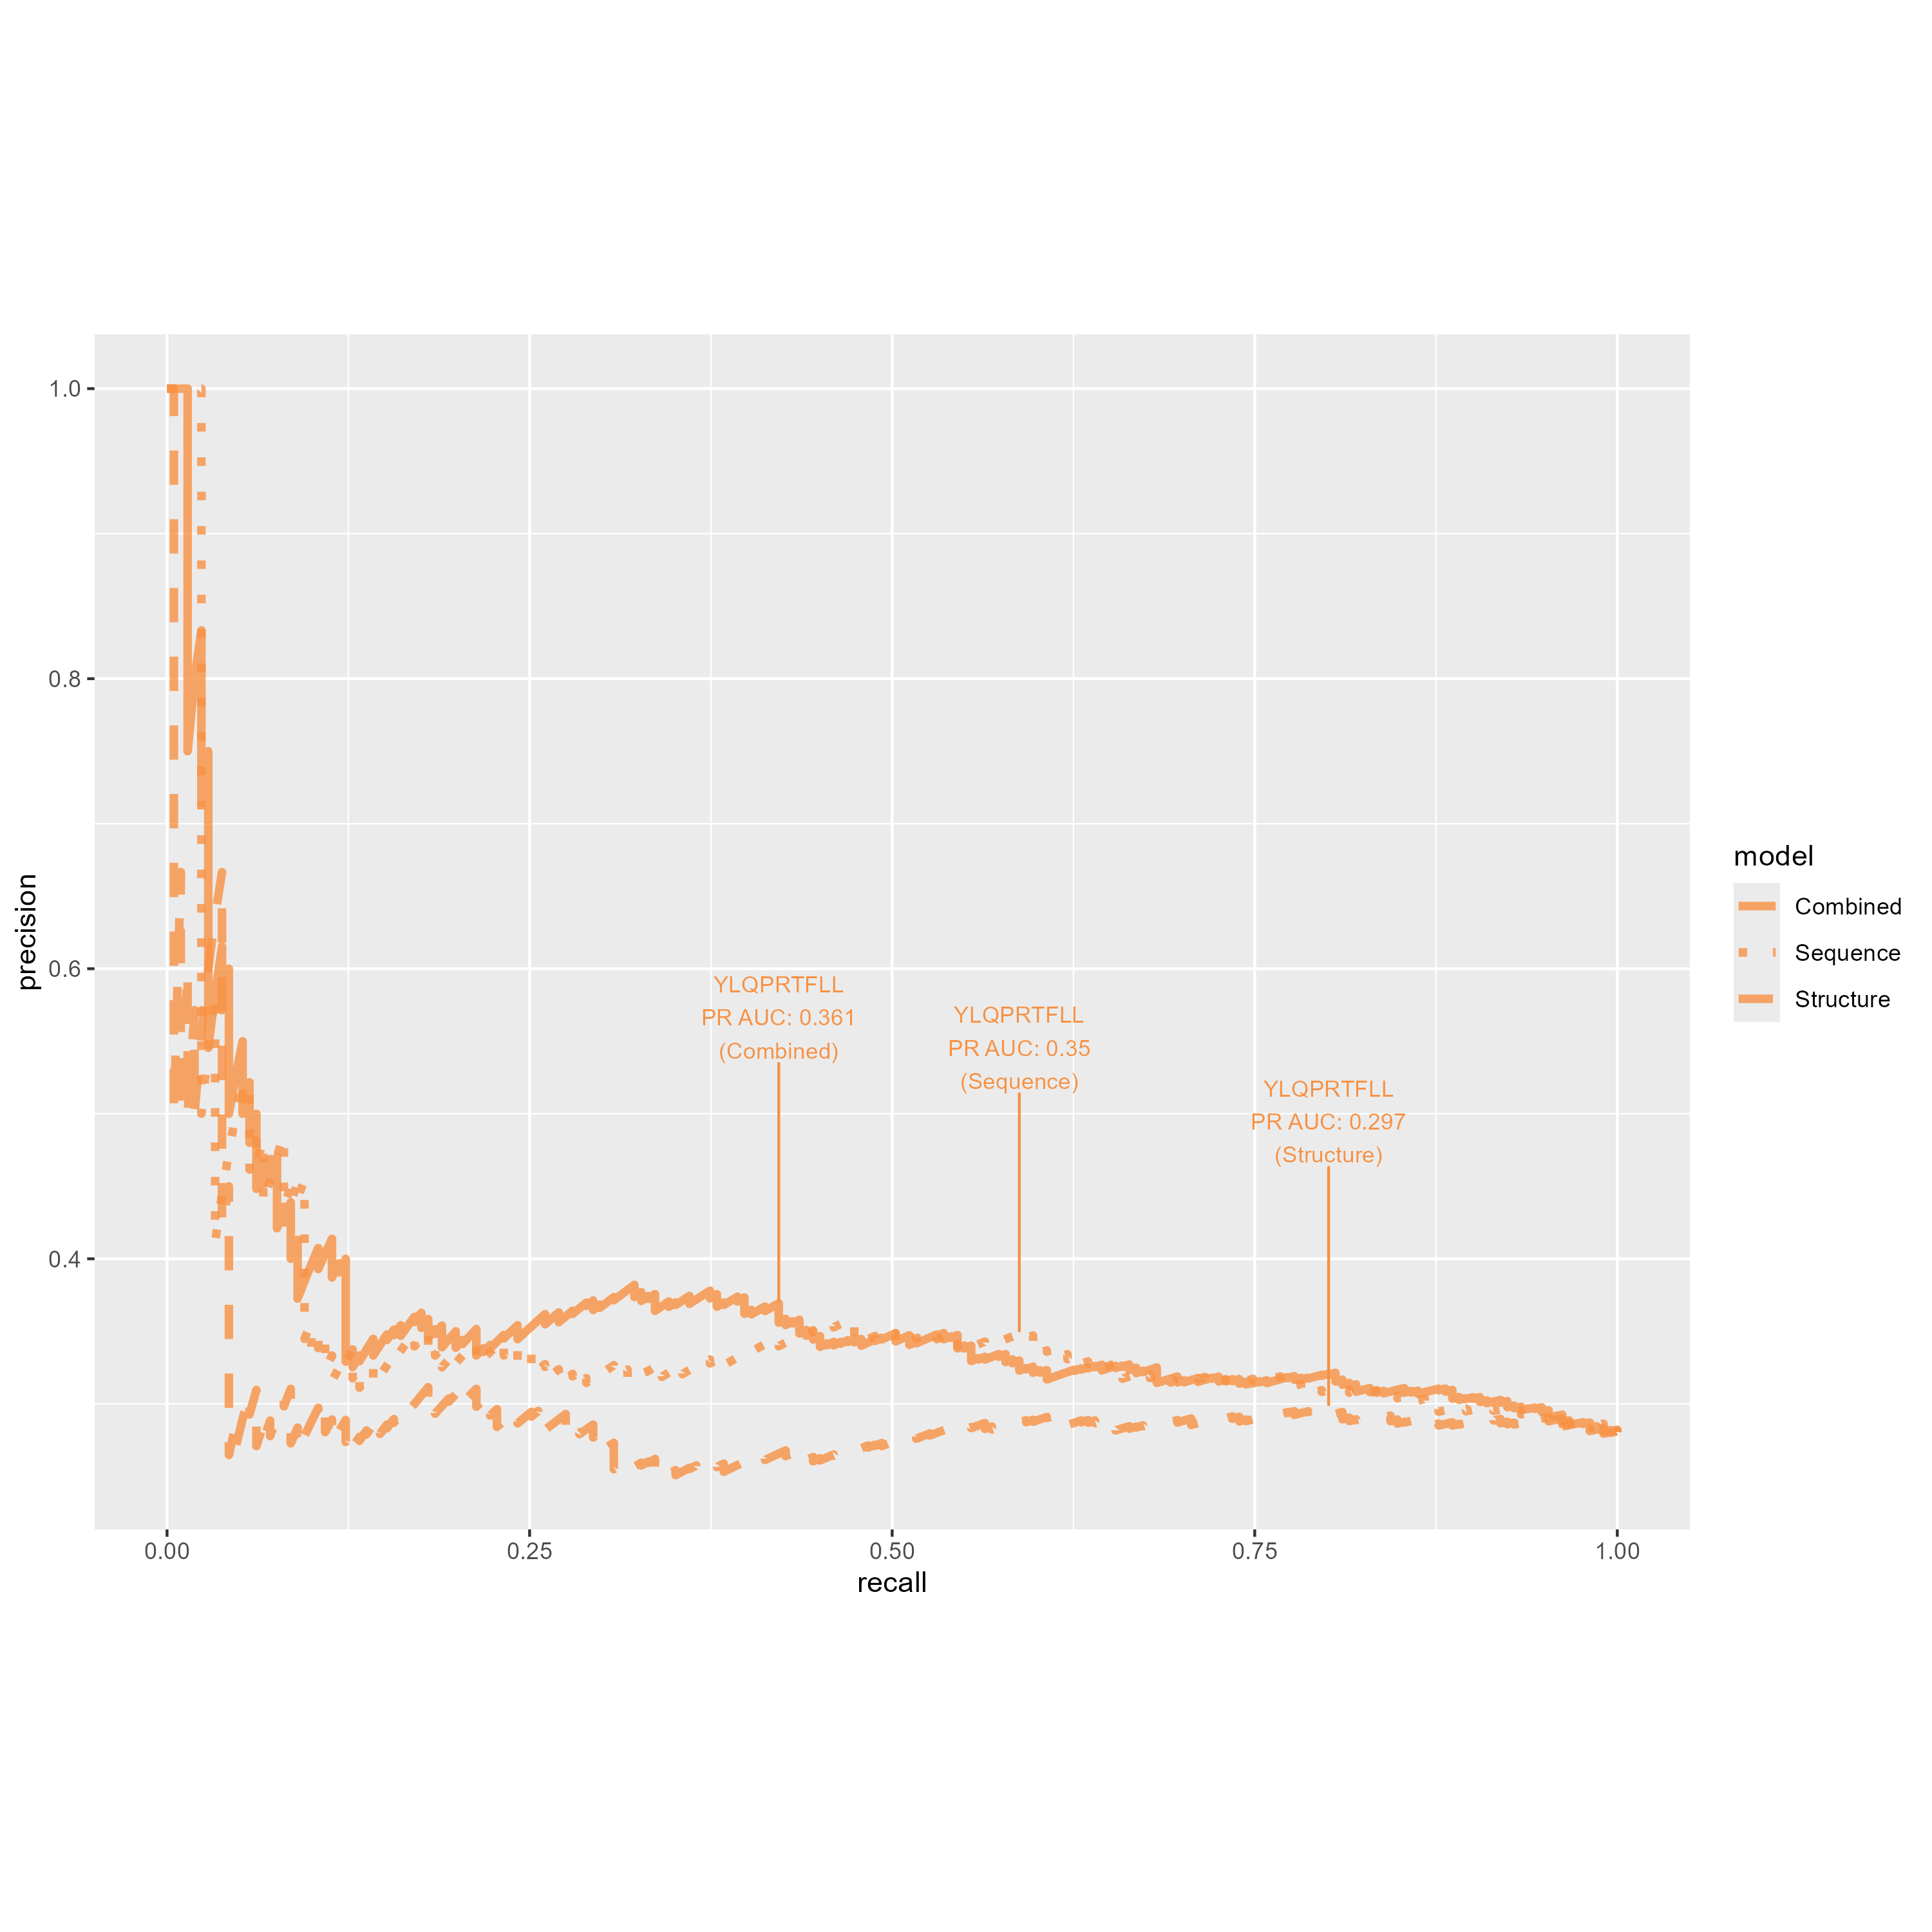 1.0
0.8
0.6
0.4
precision
YLQPRTFLL
PR AUC: 0.361
(Combined)
YLQPRTFLL
PR AUC: 0.35
(Sequence)
YLQPRTFLL
PR AUC: 0.297
(Structure)
0.00
0.25
0.50
0.75
1.00
recall
model
Combined
Sequence
Structure